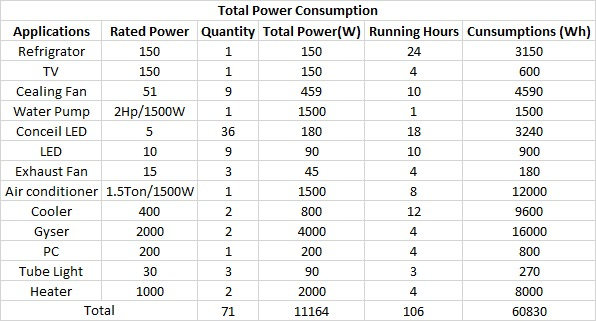 Total Power Consumption
Applications Rated Power Quantity Total Power(W) Running Hours Cunsumptions (Wh)
Refrigrator 150 1 150 24 3150
TV 150 1 150 4 600
Cealing Fan 51 9 459 10 4590
Water Pump 2Hp/1500W 1 1500 1 1500
Conceil LED 5 36 180 18 3240
LED 10 9 90 10 900
Exhaust Fan 15 3 45 4 180
Air conditioner 1.5Ton/1500W 1 1500 8 12000
Cooler 400 2 800 12 9600
Gyser 2000 2 4000 4 16000
PC 200 1 200 4 800
Tube Light 30 3 90 3 270
Heater 1000 2 2000 4 8000
Total 71 11164 106 60830